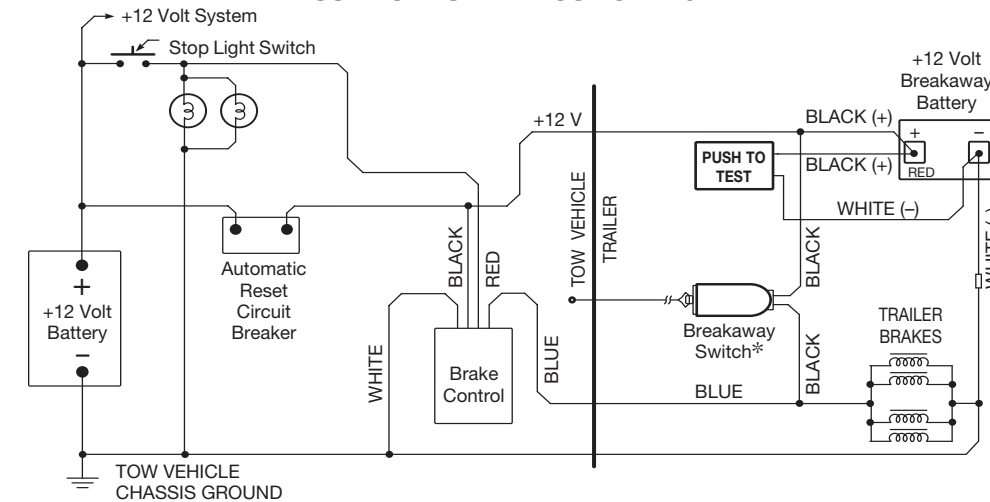 +12 Volt System
Stop Light Switch
+12 Volt
Breakaway
Battery
+12 V
BLACK (+)
+
−
RED
PUSH TO
TEST
BLACK (+)
WHITE (–)
TOW VEHICLE
TRAILER
BLACK
RED
BLACK
Automatic
Reset
Circuit
Breaker
+
+12 Volt
Battery
−
Breakaway
Switch*
TRAILER
BRAKES
WHITE
Brake
Control
BLUE
BLUE
BLACK
TOW VEHICLE
CHASSIS GROUND